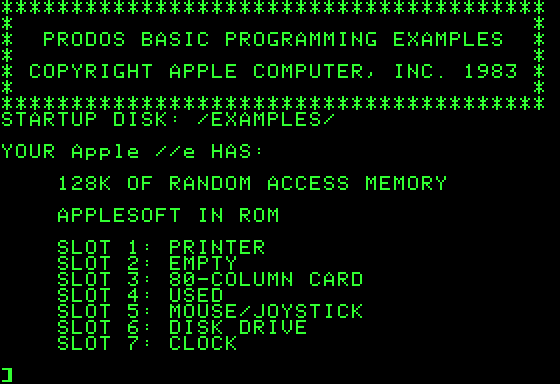 ***************************************
* PRODOS BASIC PROGRAMMING EXAMPLES *
* COPYRIGHT APPLE COMPUTER, INC. 1983 *
***************************************
STARTUP DISK: /EXAMPLES/
YOUR Apple //e HAS:
128K OF RANDOM ACCESS MEMORY
APPLESOFT IN ROM
SLOT 1: PRINTER
SLOT 2: EMPTY
SLOT 3: 80-COLUMN CARD
SLOT 4: USED
SLOT 5: MOUSE/JOYSTICK
SLOT 6: DISK DRIVE
SLOT 7: CLOCK
]